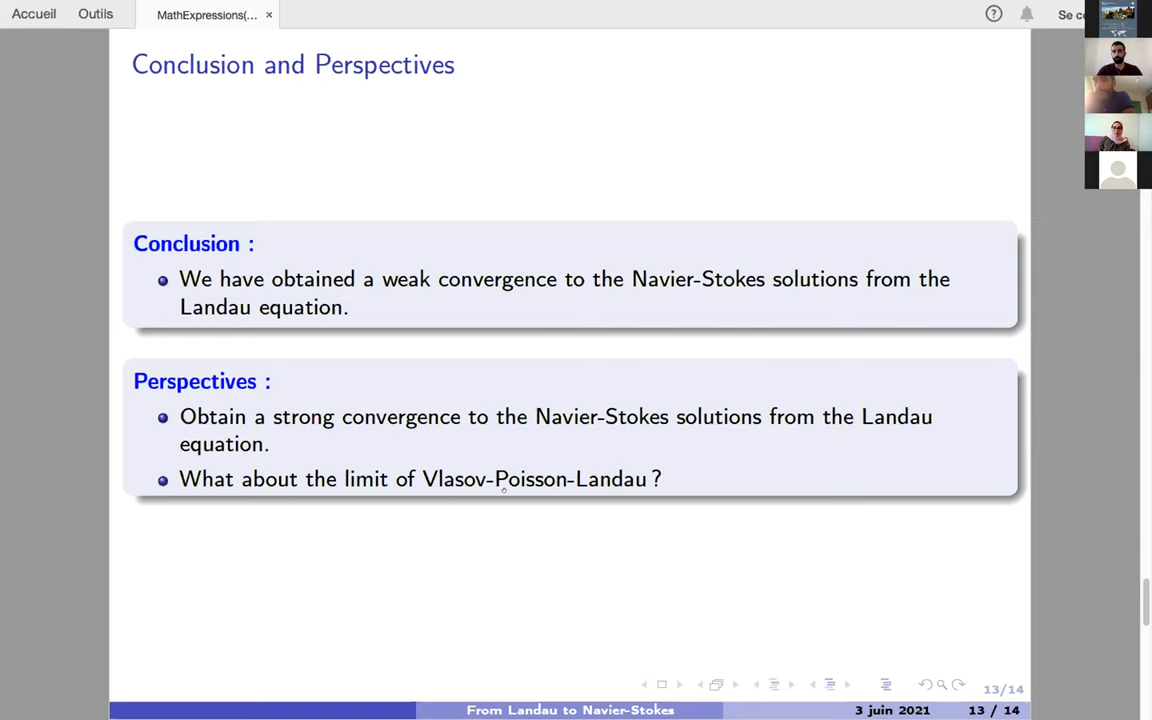 Accueil Outils MathExpressions(... × Se co
Conclusion and Perspectives
Conclusion :
We have obtained a weak convergence to the Navier-Stokes solutions from the
Landau equation.
Perspectives :
Obtain a strong convergence to the Navier-Stokes solutions from the Landau
equation.
What about the limit of Vlasov-Poisson-Landau ?
13/14
From Landau to Navier-Stokes 3 juin 2021 13 / 14